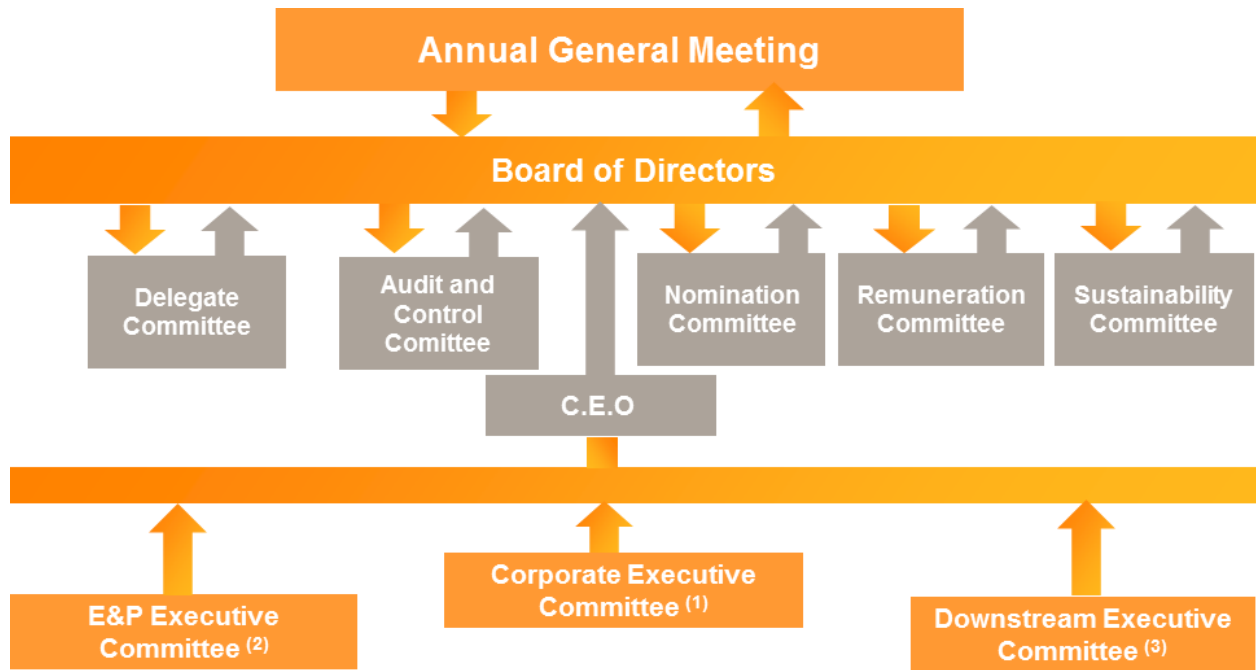 Annual General Meeting
Board of Directors
Delegate
Committee
Audit and
Control
Comittee
Nomination
Committee
Remuneration
Committee
Sustainability
Committee
C.E.O
E&P Executive
Committee (2)
Corporate Executive
Committee (1)
Downstream Executive
Committee (3)